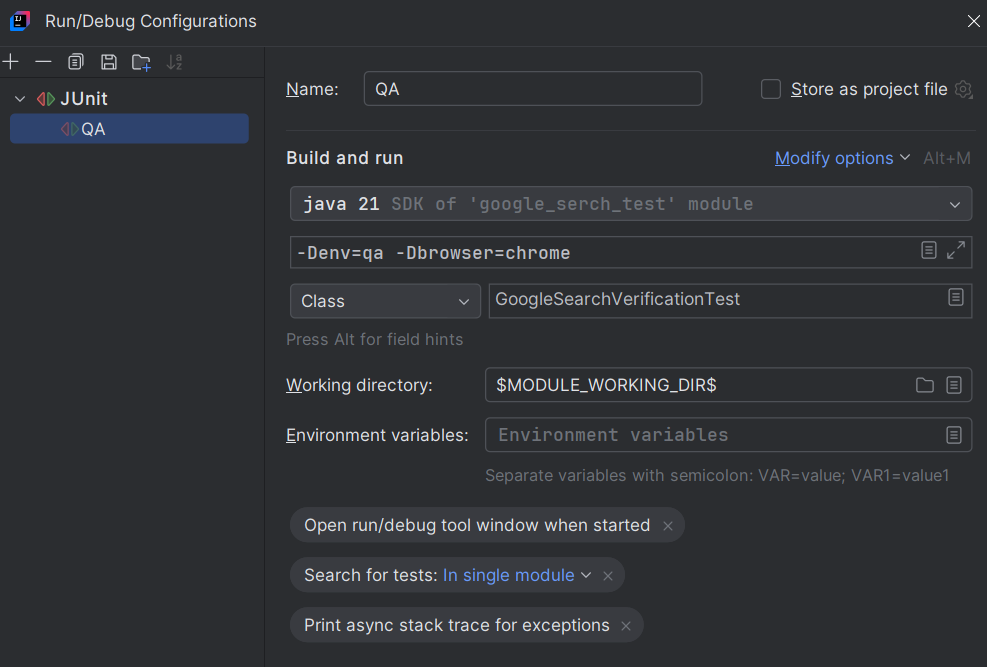 Run/Debug Configurations
JUnit
QA
Name: QA Store as project file
Build and run Modify options Alt+M
java 21 SDK of 'google_serch_test' module
-Denv=qa -Dbrowser=chrome
Class GoogleSearchVerificationTest
Press Alt for field hints
Working directory: $MODULE_WORKING_DIR$
Environment variables: Environment variables
Separate variables with semicolon: VAR=value; VAR1=value1
Open run/debug tool window when started
Search for tests: In single module
Print async stack trace for exceptions